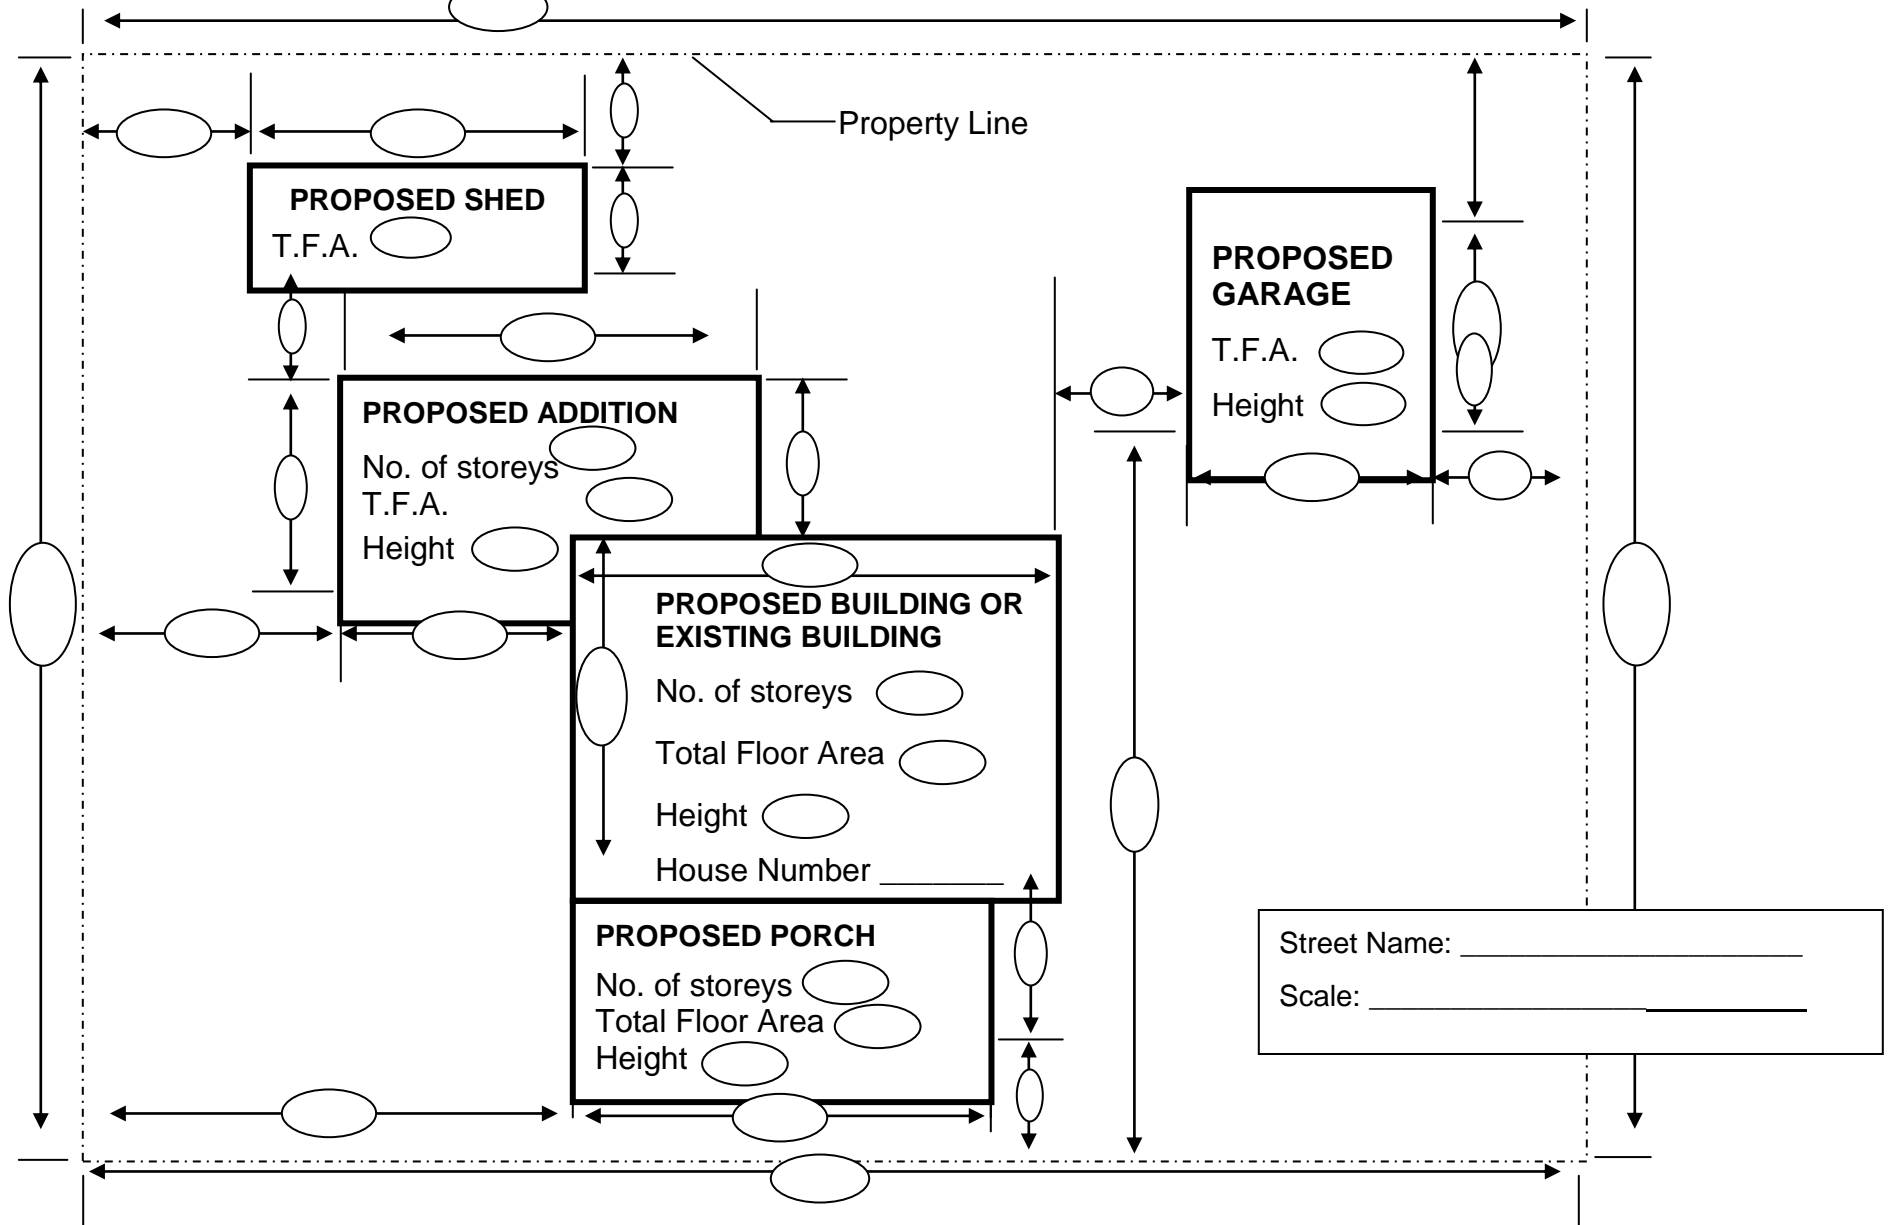 Property Line
PROPOSED SHED
T.F.A.
PROPOSED
GARAGE
T.F.A.
Height
PROPOSED ADDITION
No. of storeys
T.F.A.
Height
PROPOSED BUILDING OR
EXISTING BUILDING
No. of storeys
Total Floor Area
Height
House Number _______
PROPOSED PORCH
No. of storeys
Total Floor Area
Height
Street Name: _____________________
Scale: ___________________________